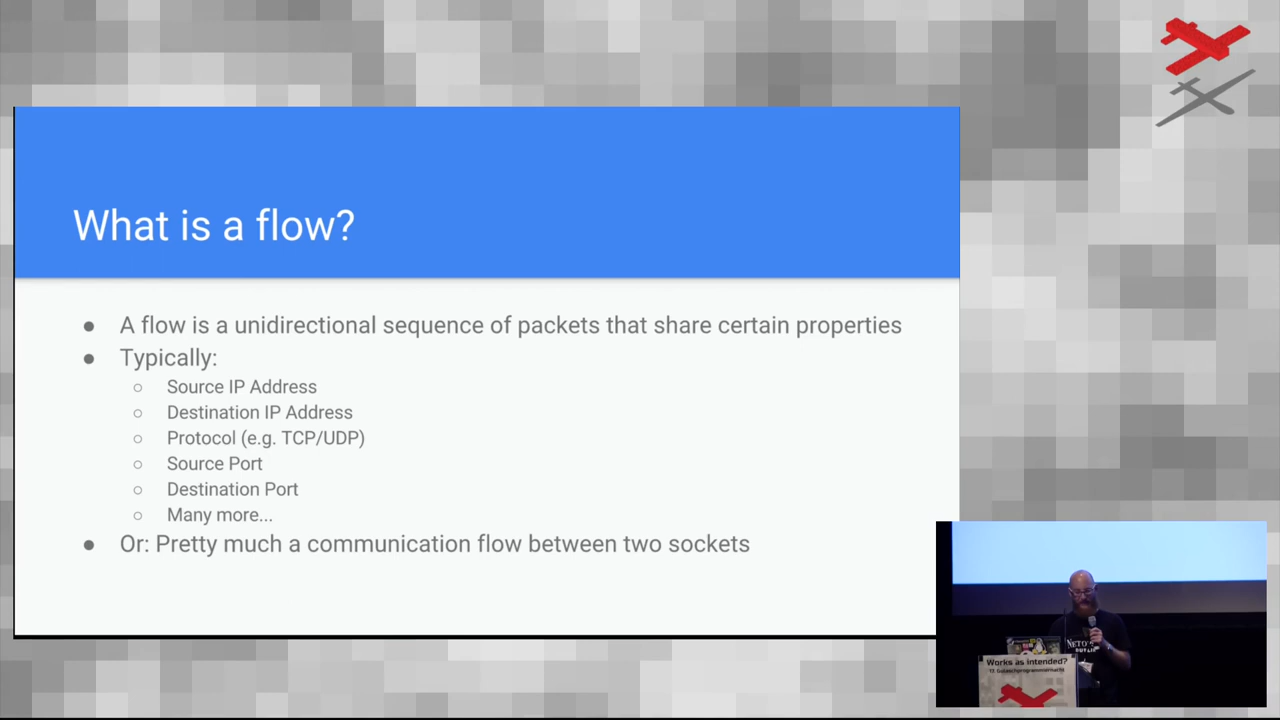 What is a flow?
● A flow is a unidirectional sequence of packets that share certain properties
● Typically:
○ Source IP Address
○ Destination IP Address
○ Protocol (e.g. TCP/UDP)
○ Source Port
○ Destination Port
○ Many more...
● Or: Pretty much a communication flow between two sockets
Works as intended?